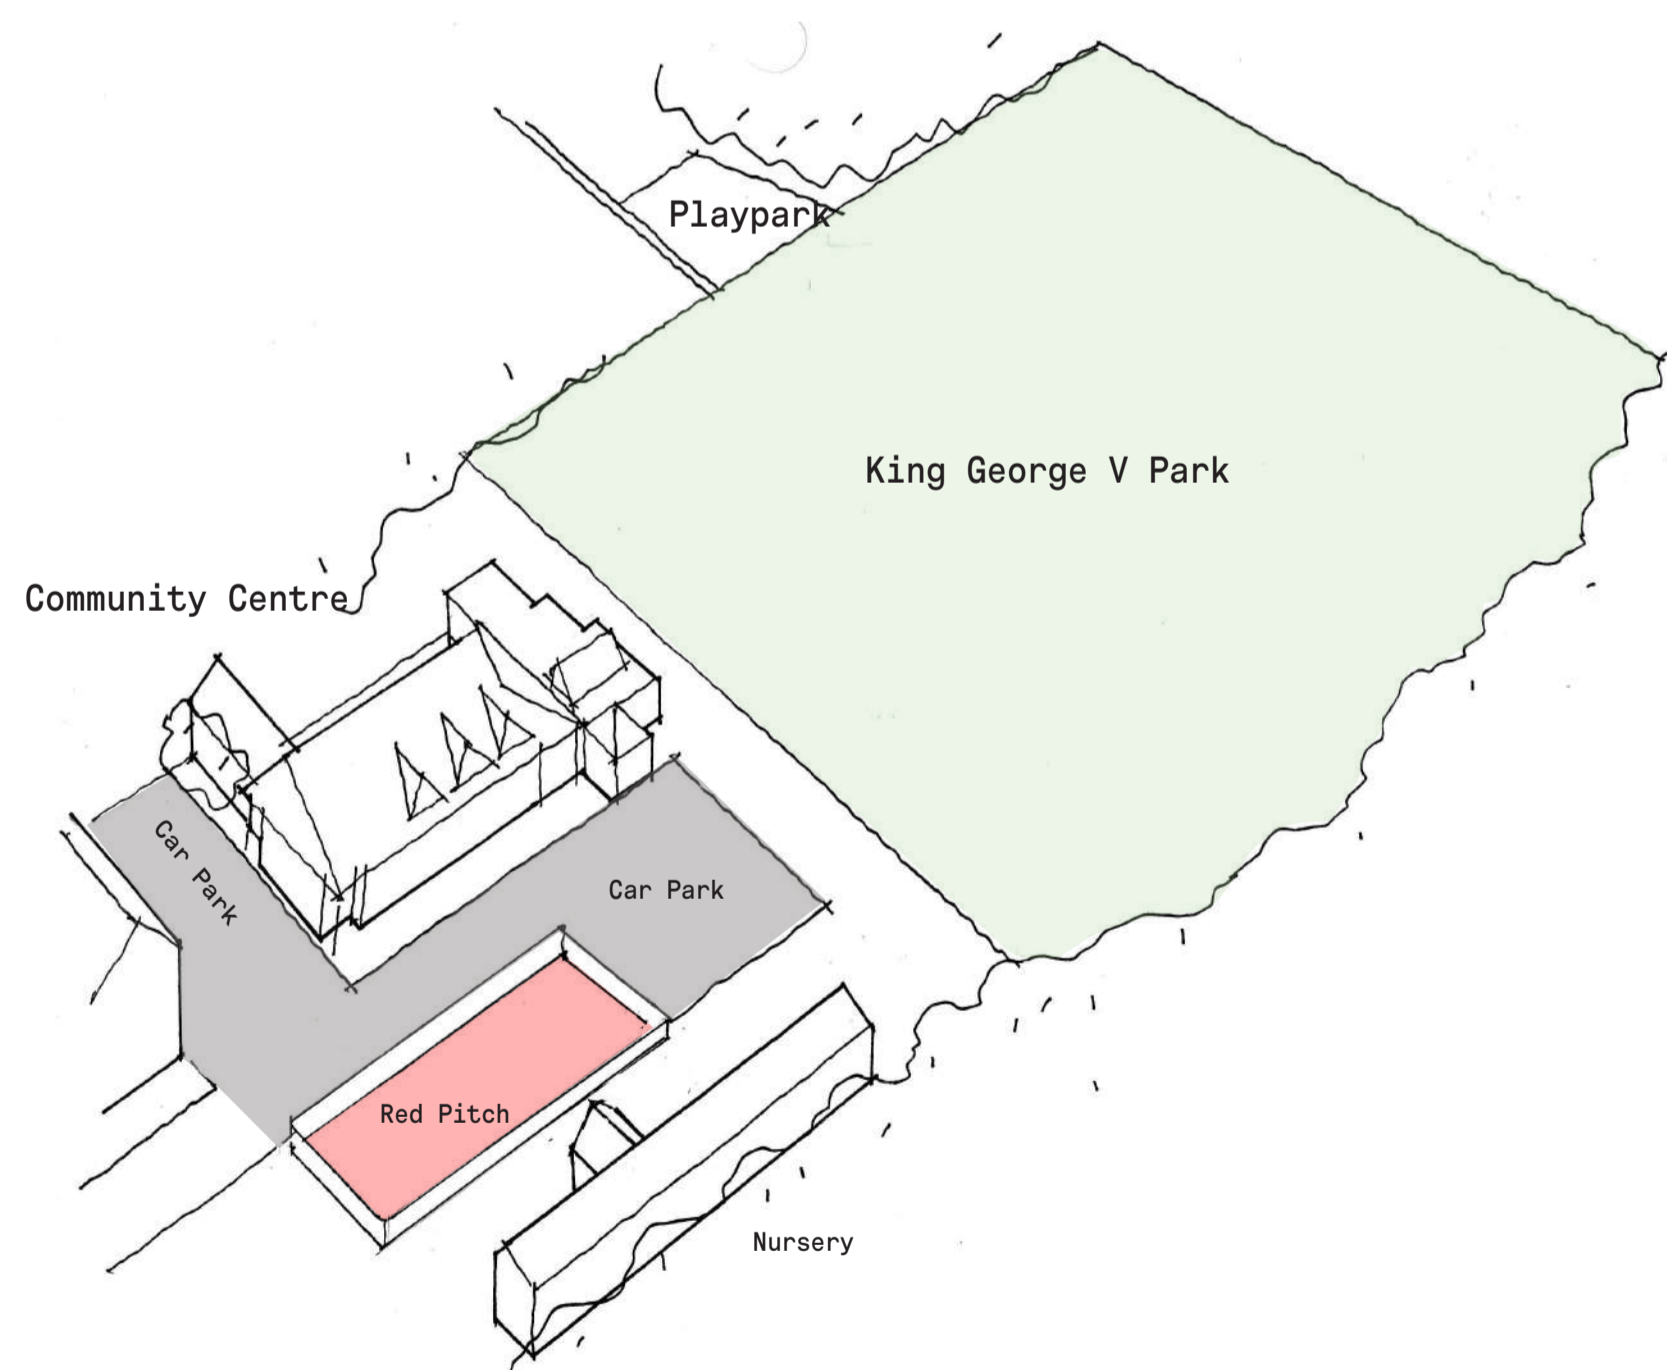 Playpark
King George V Park
Community Centre
Car Park
Car Park
Red Pitch
Nursery